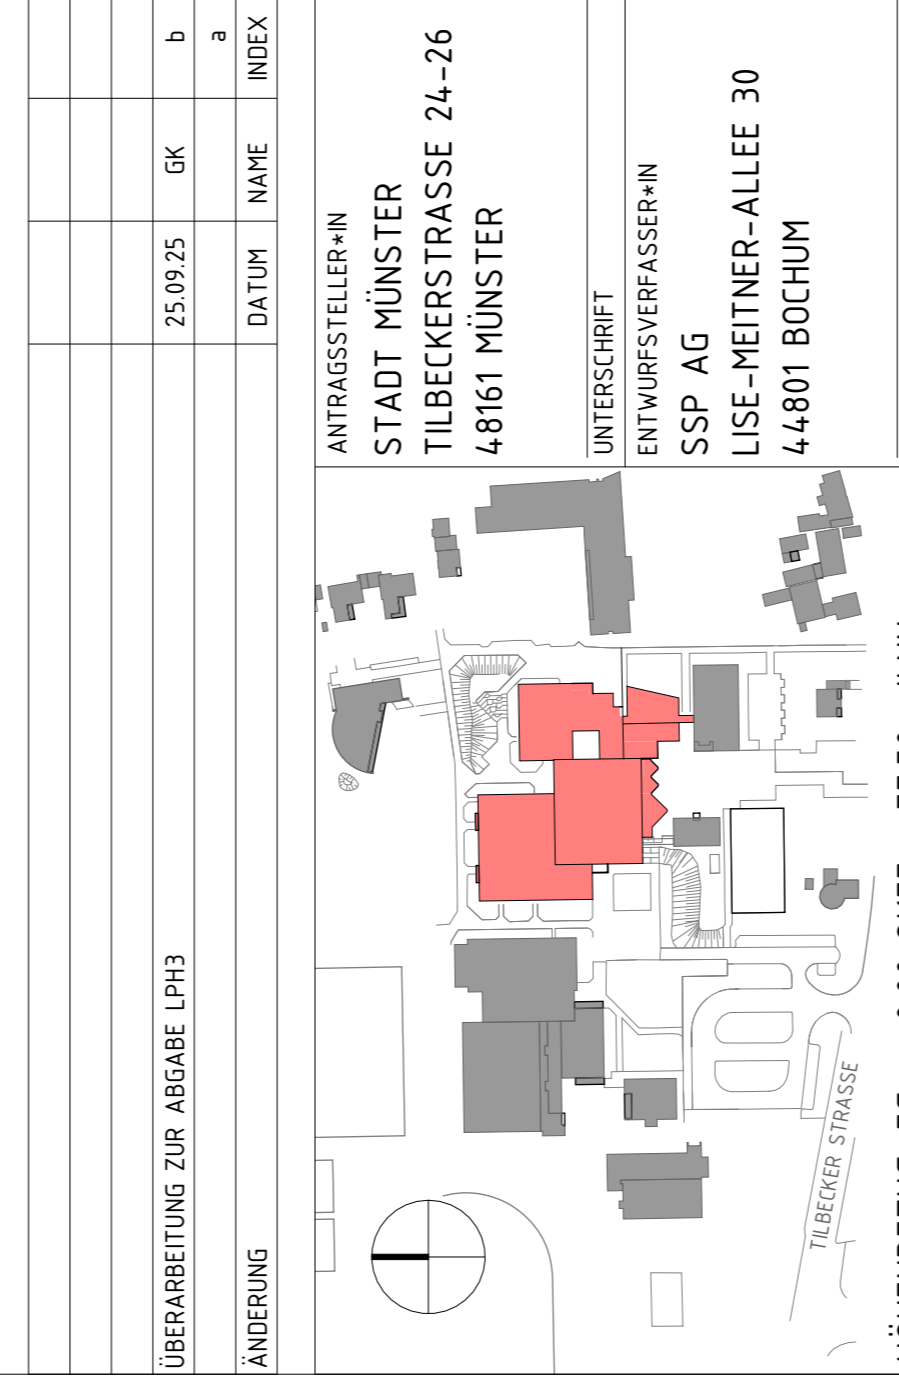 b GK 25.09.25 ÜBERARBEITUNG ZUR ABGABE LPH3
a
INDEX NAME DATUM ÄNDERUNG
ANTRAGSSTELLER*IN
STADT MÜNSTER
TILBECKERSTRASSE 24-26
48161 MÜNSTER
UNTERSCHRIFT
ENTWURFSVERFASSER*IN
SSP AG
LISE-MEITNER-ALLEE 30
44801 BOCHUM
TILBECKER STRASSE